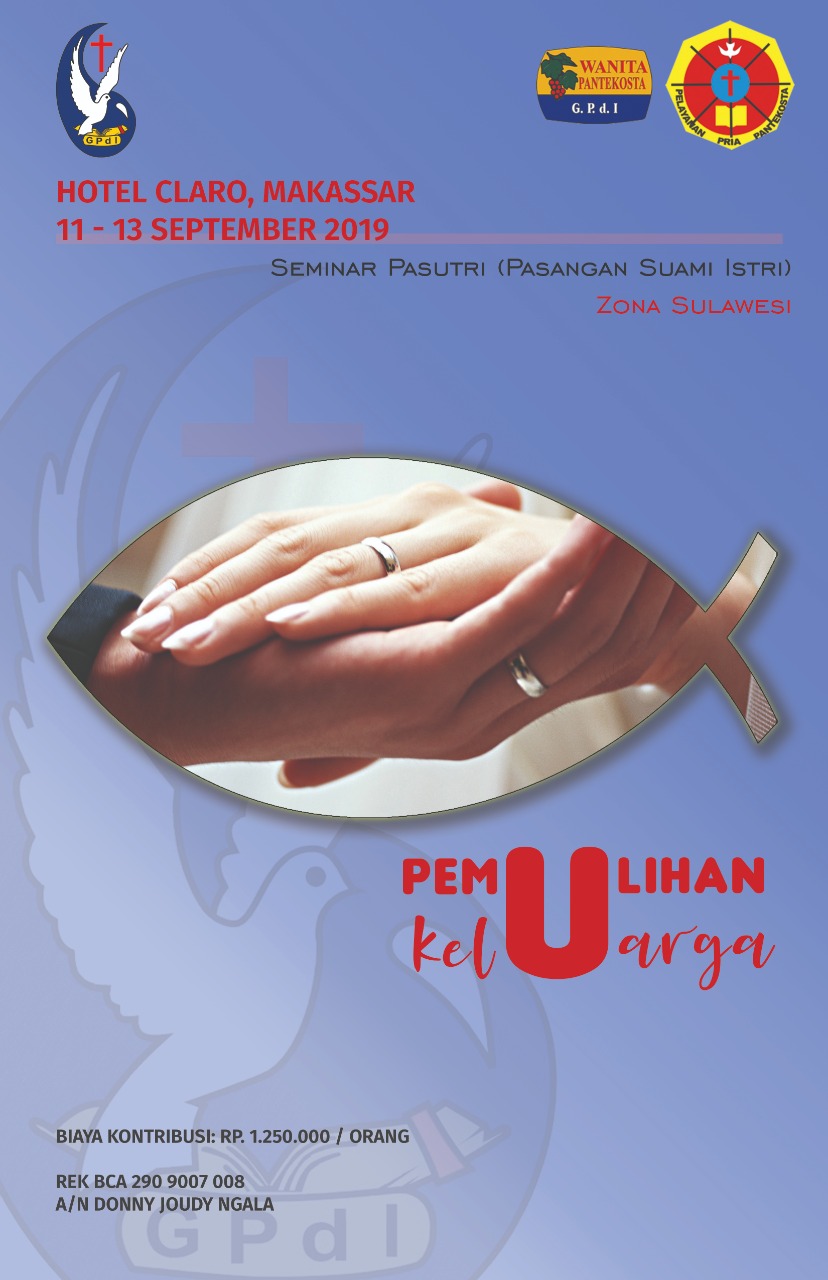 GPdI
WANITA
PANTEKOSTA
G. P. d. I
PELAYANAN PRIA PANTEKOSTA
HOTEL CLARO, MAKASSAR
11 - 13 SEPTEMBER 2019
SEMINAR PASUTRI (PASANGAN SUAMI ISTRI)
ZONA SULAWESI
PEMULIHAN
kelUarga
BIAYA KONTRIBUSI: RP. 1.250.000 / ORANG
REK BCA 290 9007 008
A/N DONNY JOUDY NGALA
GPdI